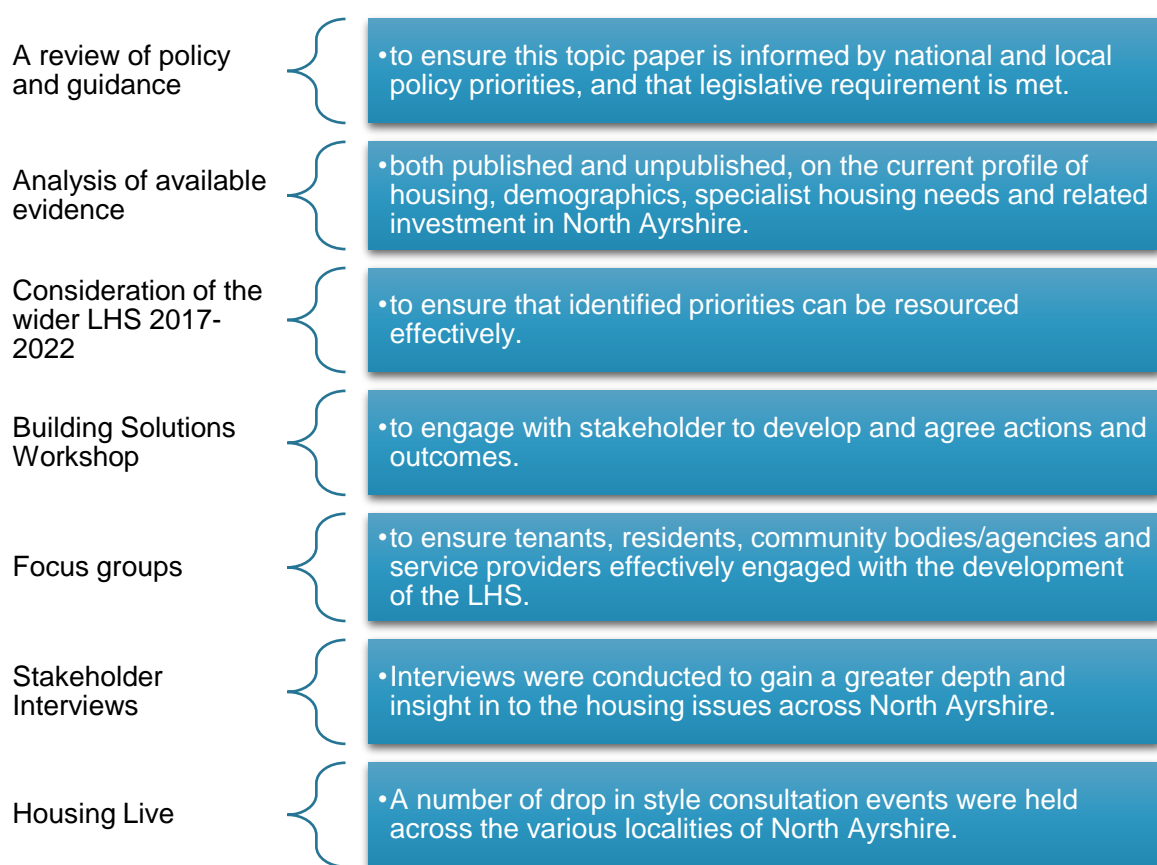 A review of policy
and guidance
•to ensure this topic paper is informed by national and local
policy priorities, and that legislative requirement is met.
Analysis of available
evidence
•both published and unpublished, on the current profile of
housing, demographics, specialist housing needs and related
investment in North Ayrshire.
Consideration of the
wider LHS 2017-
2022
•to ensure that identified priorities can be resourced
effectively.
Building Solutions
Workshop
•to engage with stakeholder to develop and agree actions and
outcomes.
Focus groups
•to ensure tenants, residents, community bodies/agencies and
service providers effectively engaged with the development
of the LHS.
Stakeholder
Interviews
•Interviews were conducted to gain a greater depth and
insight in to the housing issues across North Ayrshire.
Housing Live
•A number of drop in style consultation events were held
across the various localities of North Ayrshire.